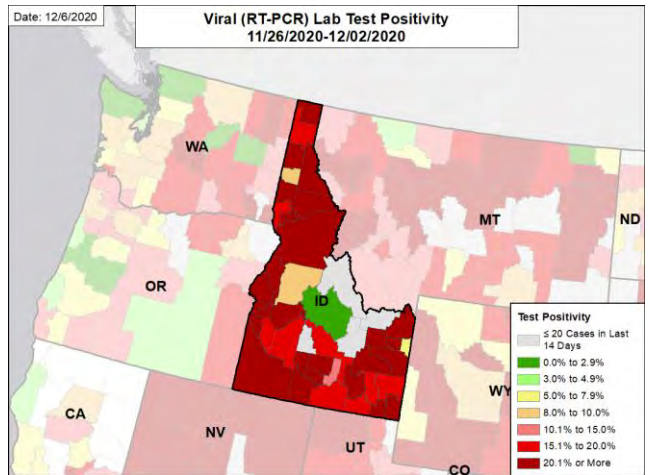 Date: 12/6/2020
Viral (RT-PCR) Lab Test Positivity
11/26/2020-12/02/2020
WA
MT
ND
OR
ID
WY
CA
NV
UT
CO
Test Positivity
≤ 20 Cases in Last
14 Days
0.0% to 2.9%
3.0% to 4.9%
5.0% to 7.9%
8.0% to 10.0%
10.1% to 15.0%
15.1% to 20.0%
20.1% or More